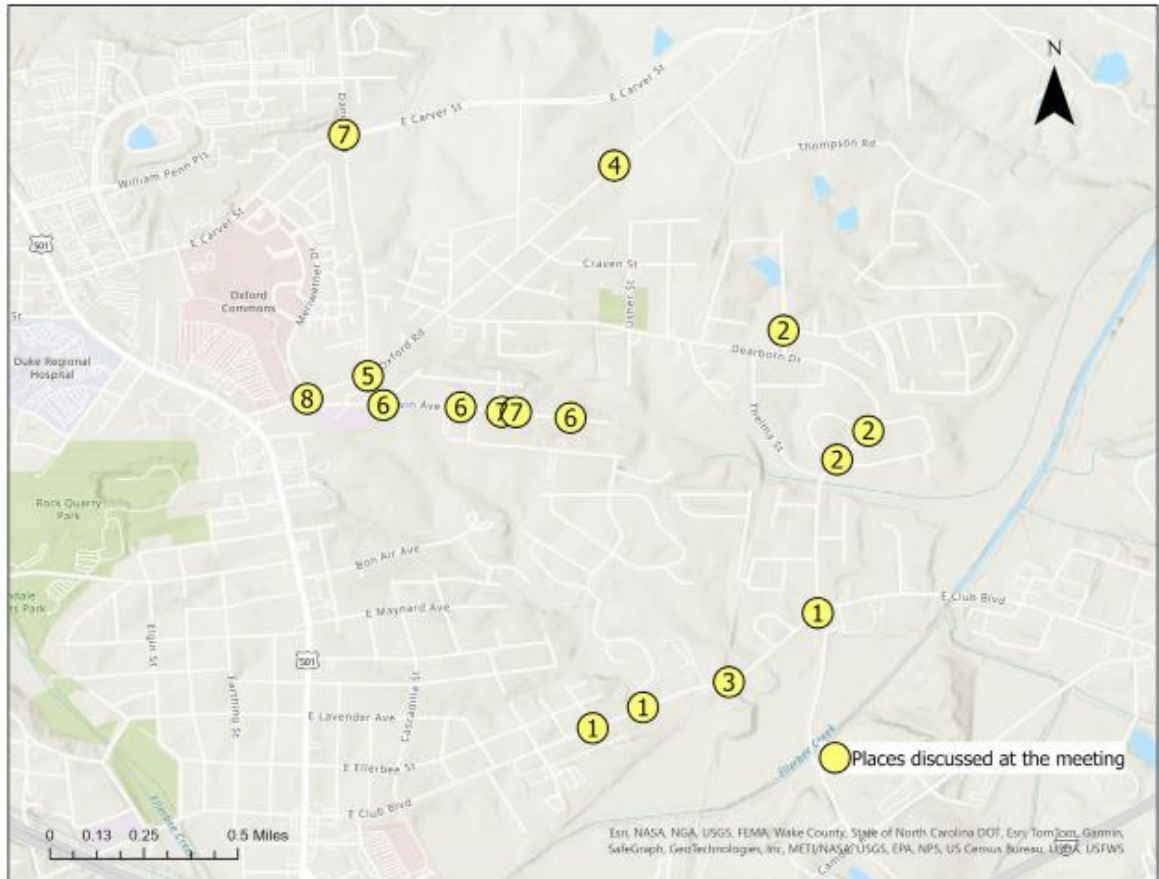 N
E Carver St
E Carver St
7
Thompson Rd
4
William Penn Plz
501
E Carver St
Craven St
Meriwether Dr
Usher St
Oxford
Commons
St
2
Duke Regional
Hospital
Dearborn Dr
5
8
6
6
7
6
Thelma St
2
2
Rock Quarry
Park
Bon Air Ave
E Club Blvd
E Maynard Ave
1
Elgin St
501
3
Farthing St
Cascadilla St
1
E Lavender Ave
1
Ellerbee Creek
Places discussed at the meeting
E Ellerbee St
E Club Blvd
Ellerbee Creek
0 0.13 0.25 0.5 Miles
Esri, NASA, NGA, USGS, FEMA, Wake County, State of North Carolina DOT, Esri, TomTom, Garmin,
SafeGraph, GeoTechnologies, Inc, METI/NASA, USGS, EPA, NPS, US Census Bureau, USDA, USFWS